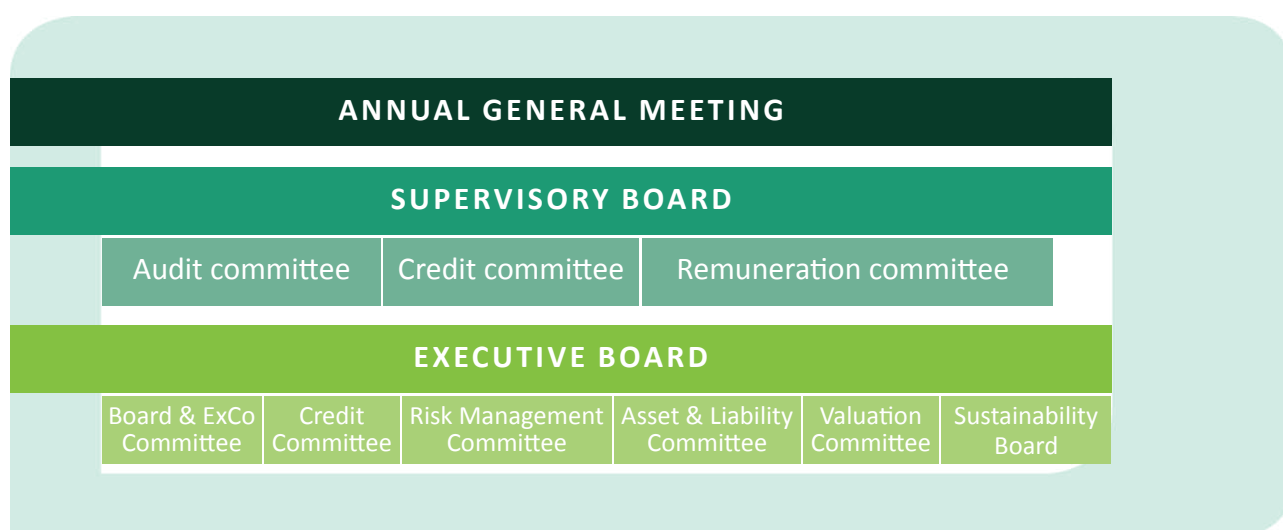 ANNUAL GENERAL MEETING
SUPERVISORY BOARD
Audit committee
Credit committee
Remuneration committee
EXECUTIVE BOARD
Board & ExCo
Committee
Credit
Committee
Risk Management
Committee
Asset & Liability
Committee
Valuation
Committee
Sustainability
Board